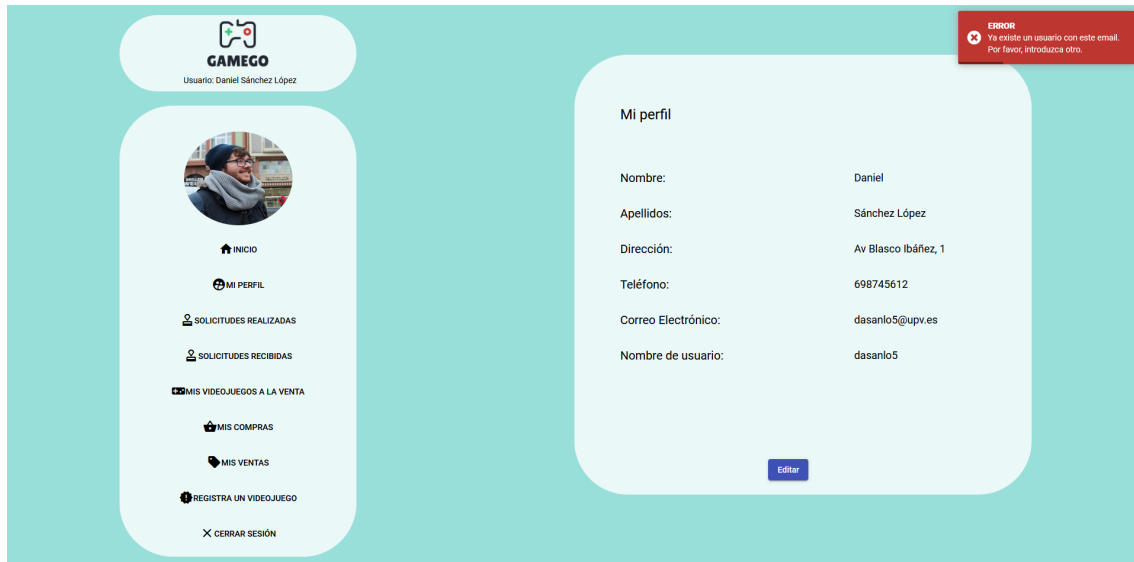 GAMEGO
Usuario: Daniel Sánchez López
INICIO
MI PERFIL
SOLICITUDES REALIZADAS
SOLICITUDES RECIBIDAS
MIS VIDEOJUEGOS A LA VENTA
MIS COMPRAS
MIS VENTAS
REGISTRA UN VIDEOJUEGO
CERRAR SESIÓN
ERROR
Ya existe un usuario con este email.
Por favor, introduzca otro.
Mi perfil
Nombre: Daniel
Apellidos: Sánchez López
Dirección: Av Blasco Ibáñez, 1
Teléfono: 698745612
Correo Electrónico: dasanlo5@upv.es
Nombre de usuario: dasanlo5
Editar